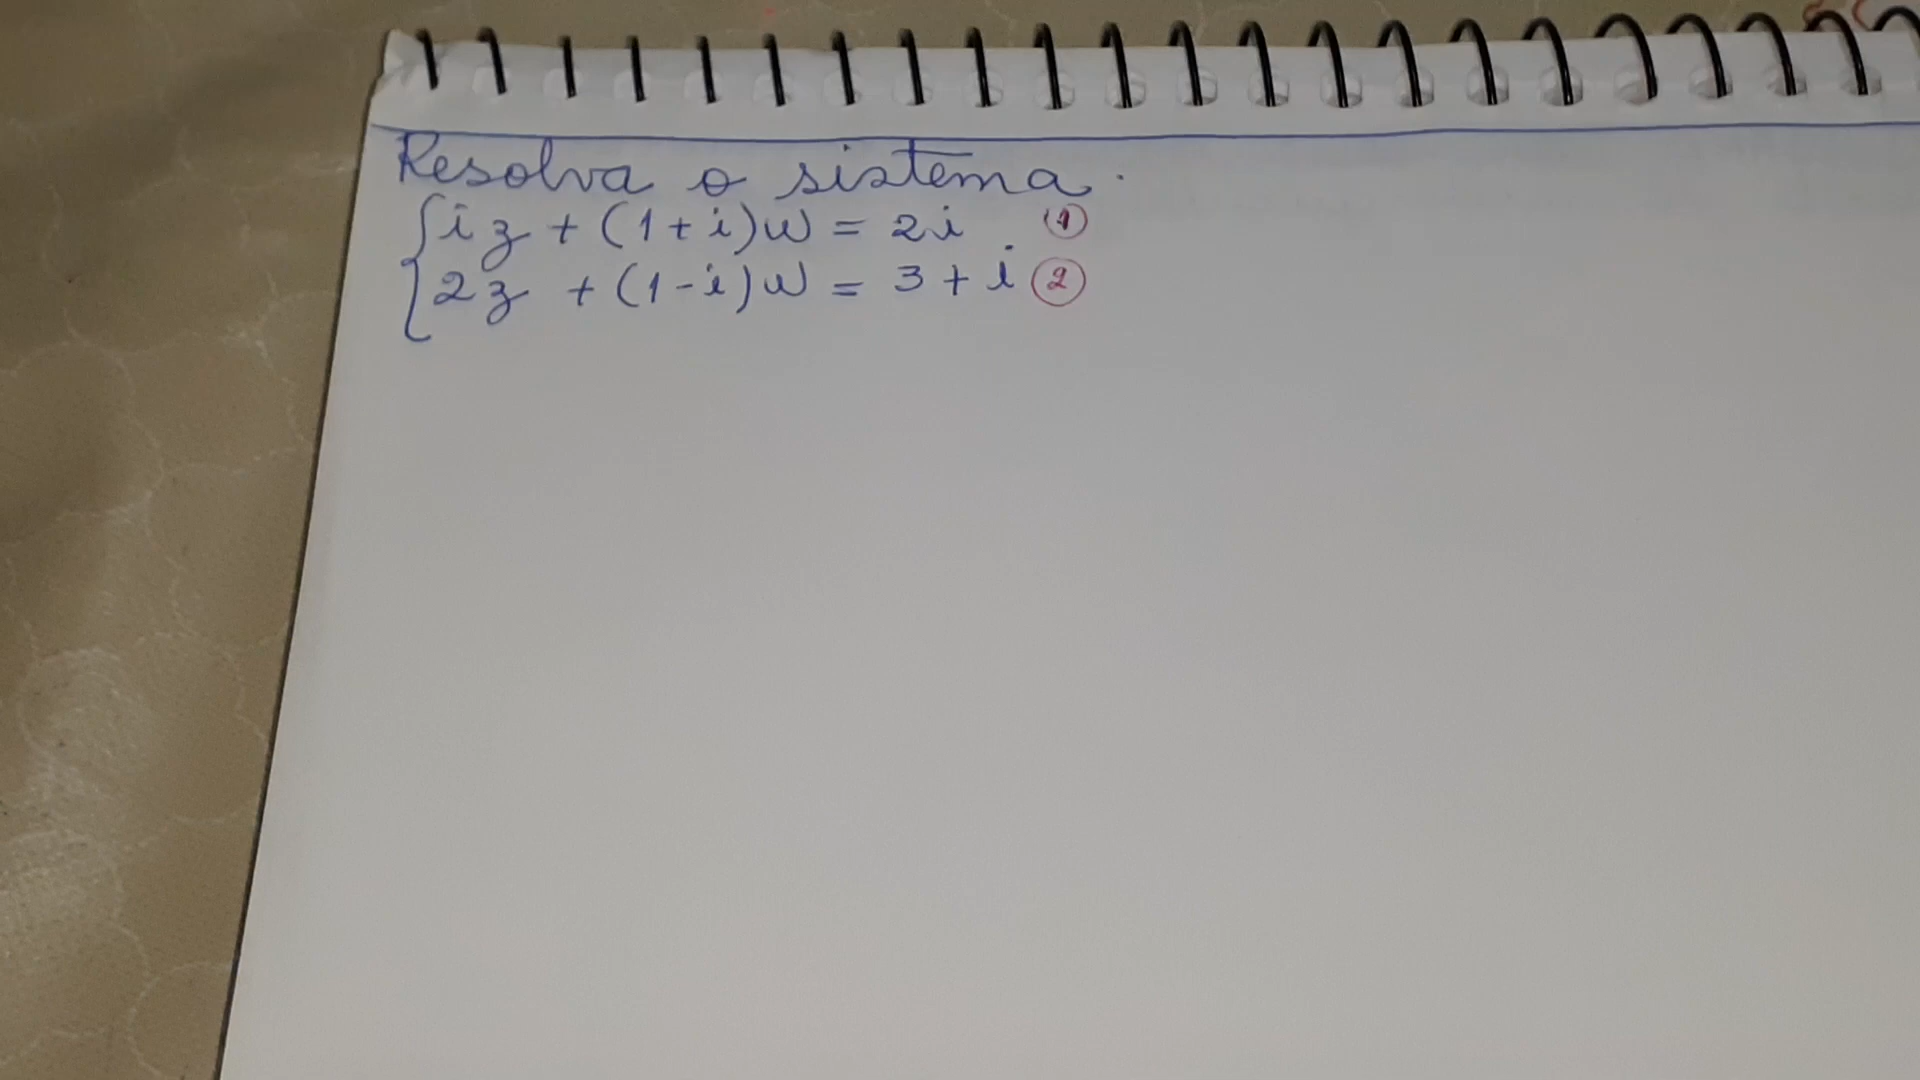 Resolva o sistema.
iz + (1+i)w = 2i (1)
2z + (1-i)w = 3 + i (2)